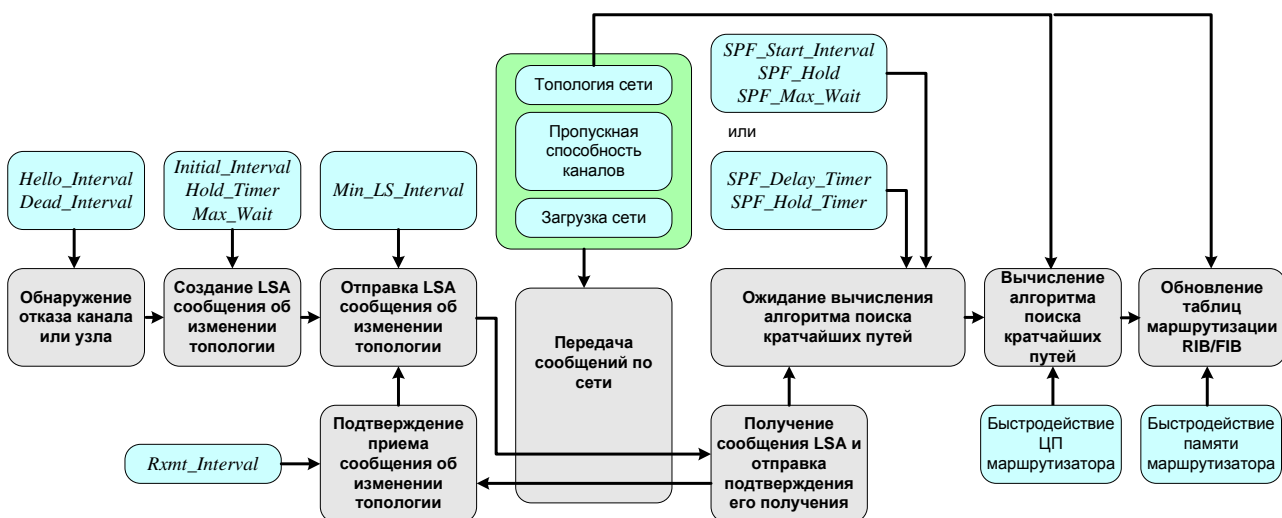 Топология сети
Пропускная
способность
каналов
Загрузка сети
SPF_Start_Interval
SPF_Hold
SPF_Max_Wait
или
SPF_Delay_Timer
SPF_Hold_Timer
Hello_Interval
Dead_Interval
Initial_Interval
Hold_Timer
Max_Wait
Min_LS_Interval
Обнаружение
отказа канала
или узла
Создание LSA
сообщения об
изменении
топологии
Отправка LSA
сообщения об
изменении
топологии
Передача
сообщений по
сети
Ожидание вычисления
алгоритма поиска
кратчайших путей
Вычисление
алгоритма
поиска
кратчайших
путей
Обновление
таблиц
маршрутизации
RIB/FIB
Rxmt_Interval
Подтверждение
приема
сообщения об
изменении
топологии
Получение
сообщения LSA и
отправка
подтверждения
его получения
Быстродействие
ЦП
маршрутизатора
Быстродействие
памяти
маршрутизатора